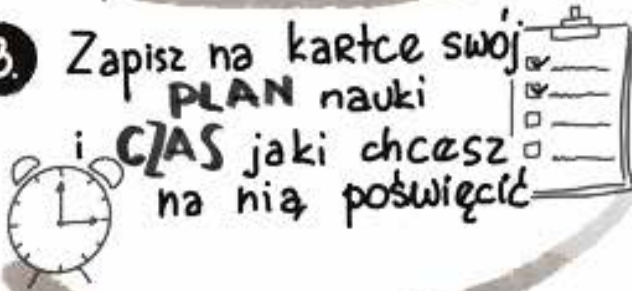 3. Zapisz na kartce swój
PLAN nauki
i CZAS jaki chcesz
na nią poświęcić